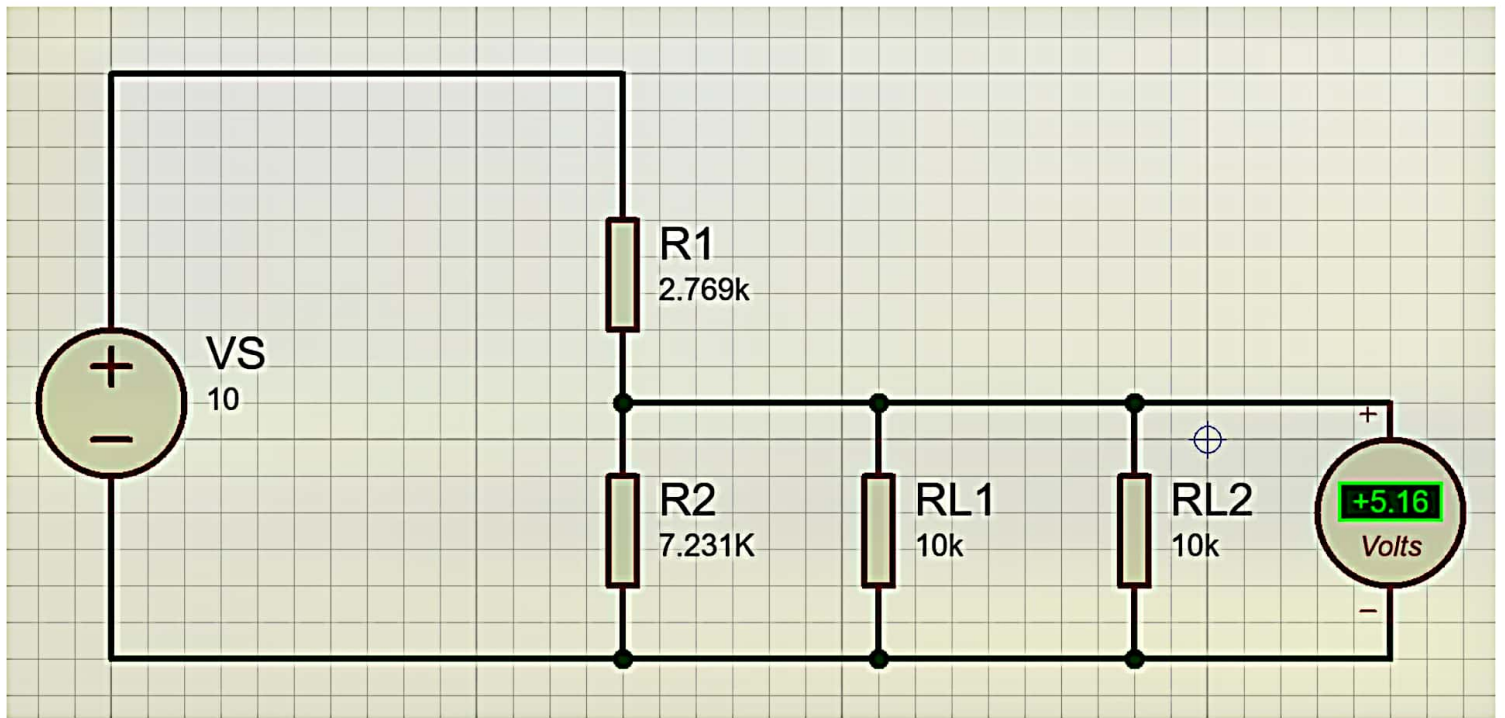 R1
2.769k
VS
10
+
R2
7.231K
RL1
10k
RL2
10k
+5.16
Volts
−